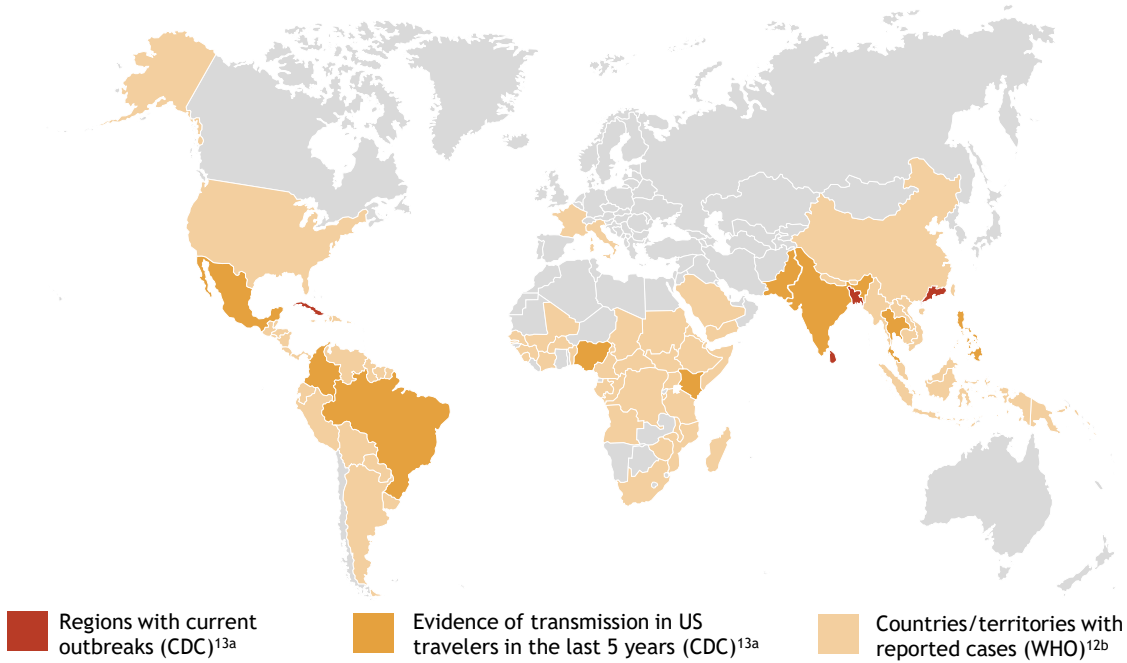 Regions with current
outbreaks (CDC)13a
Evidence of transmission in US
travelers in the last 5 years (CDC)13a
Countries/territories with
reported cases (WHO)12b